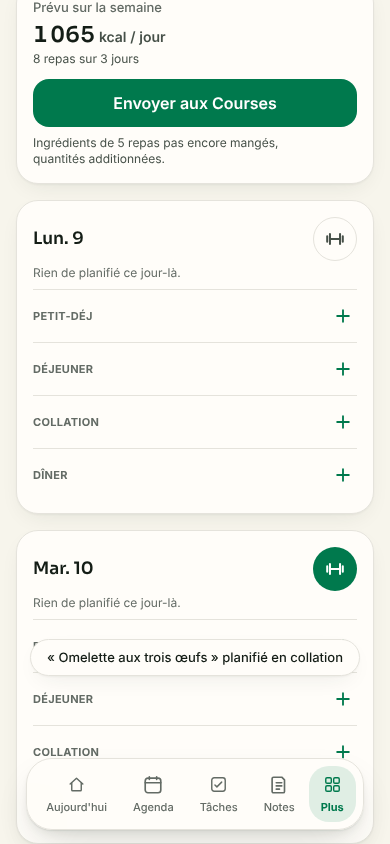 Prévu sur la semaine
1 065 kcal / jour
8 repas sur 3 jours
Envoyer aux Courses
Ingrédients de 5 repas pas encore mangés,
quantités additionnées.
Lun. 9
Rien de planifié ce jour-là.
PETIT-DÉJ
DÉJEUNER
COLLATION
DÎNER
Mar. 10
Rien de planifié ce jour-là.
« Omelette aux trois œufs » planifié en collation
DÉJEUNER
COLLATION
Aujourd'hui
Agenda
Tâches
Notes
Plus